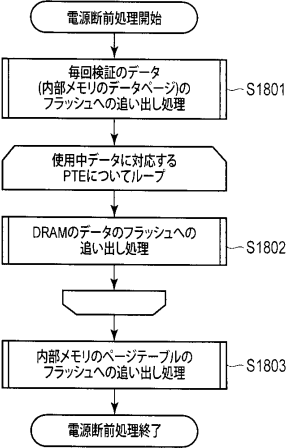 電源断前処理開始
毎回検証のデータ
(内部メモリのデータページ)の
フラッシュへの追い出し処理
S1801
使用中データに対応する
PTEについてループ
DRAMのデータのフラッシュへの
追い出し処理
S1802
内部メモリのページテーブルの
フラッシュへの追い出し処理
S1803
電源断前処理終了